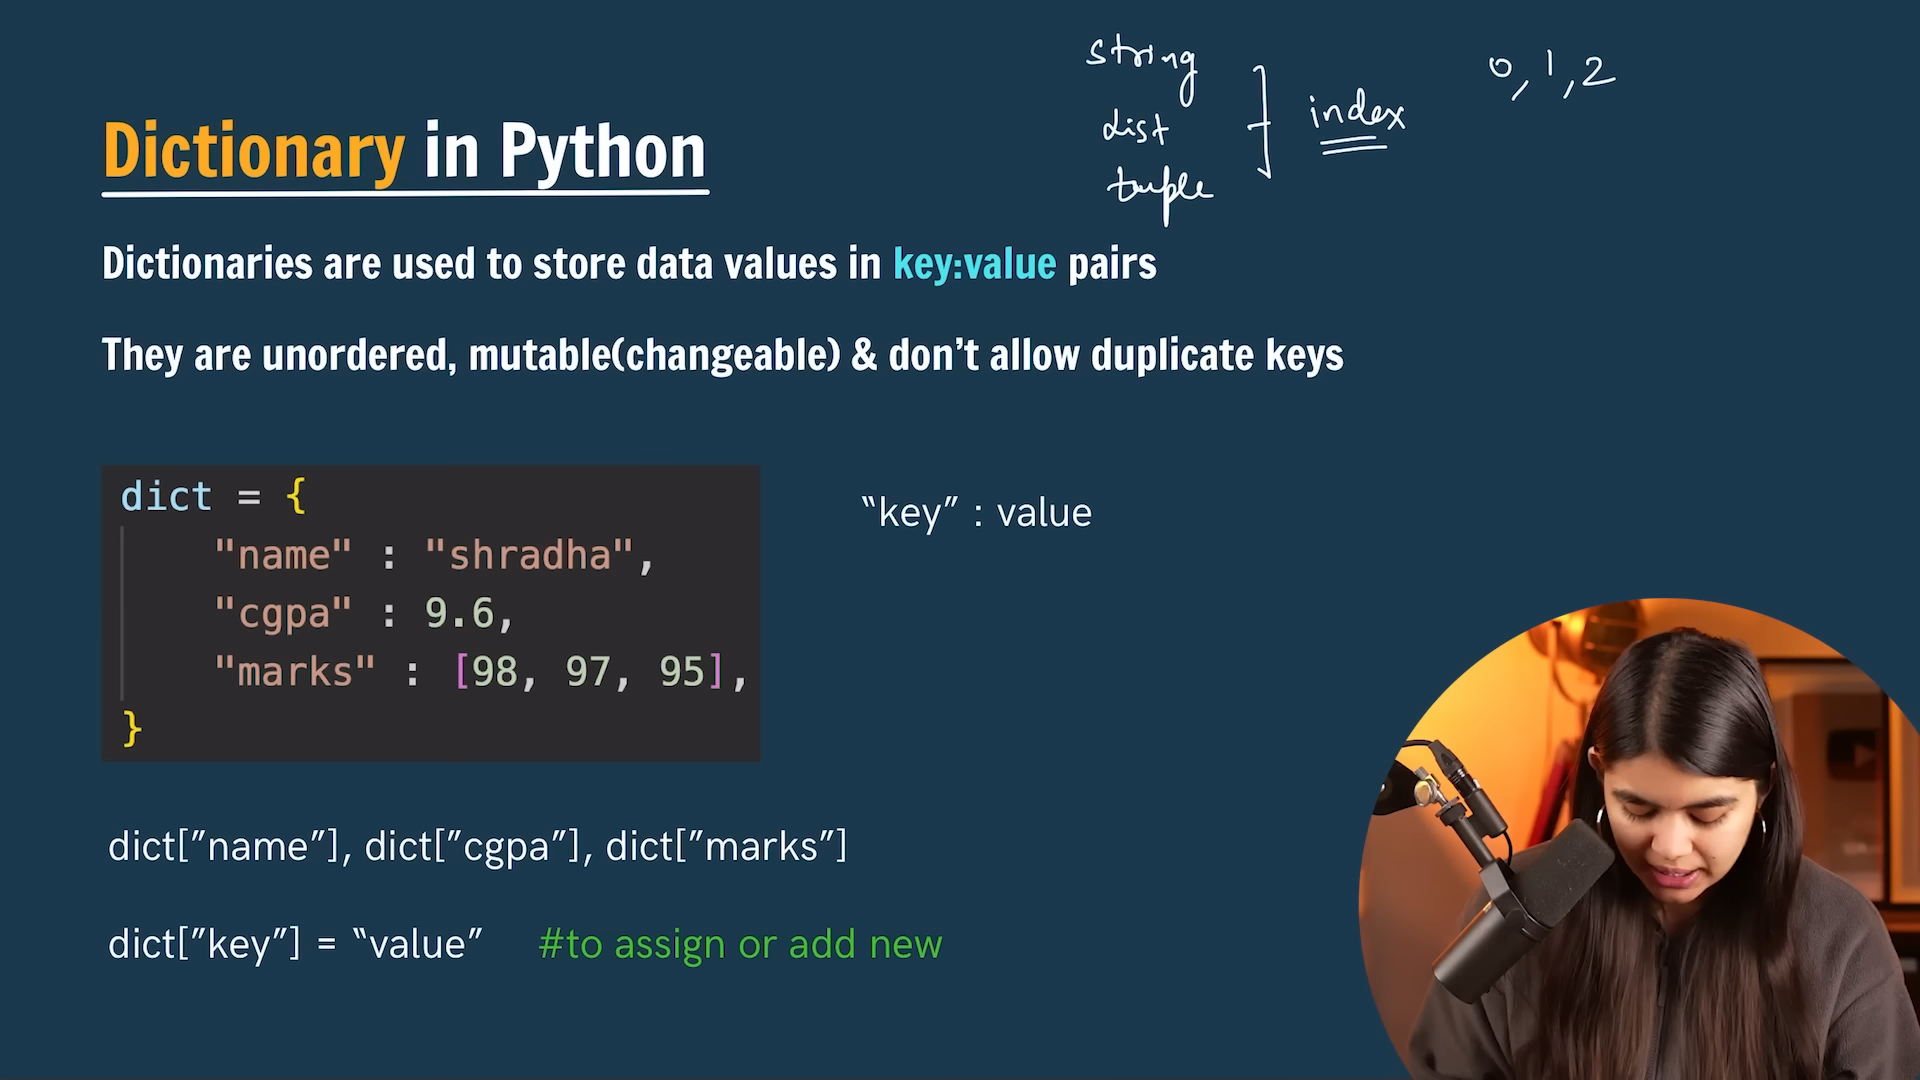 string
list
tuple
index
0, 1, 2
Dictionary in Python
Dictionaries are used to store data values in key:value pairs
They are unordered, mutable(changeable) & don’t allow duplicate keys
dict = {
"name" : "shradha",
"cgpa" : 9.6,
"marks" : [98, 97, 95],
}
“key” : value
dict[”name”], dict[”cgpa”], dict[”marks”]
dict[”key”] = “value” #to assign or add new